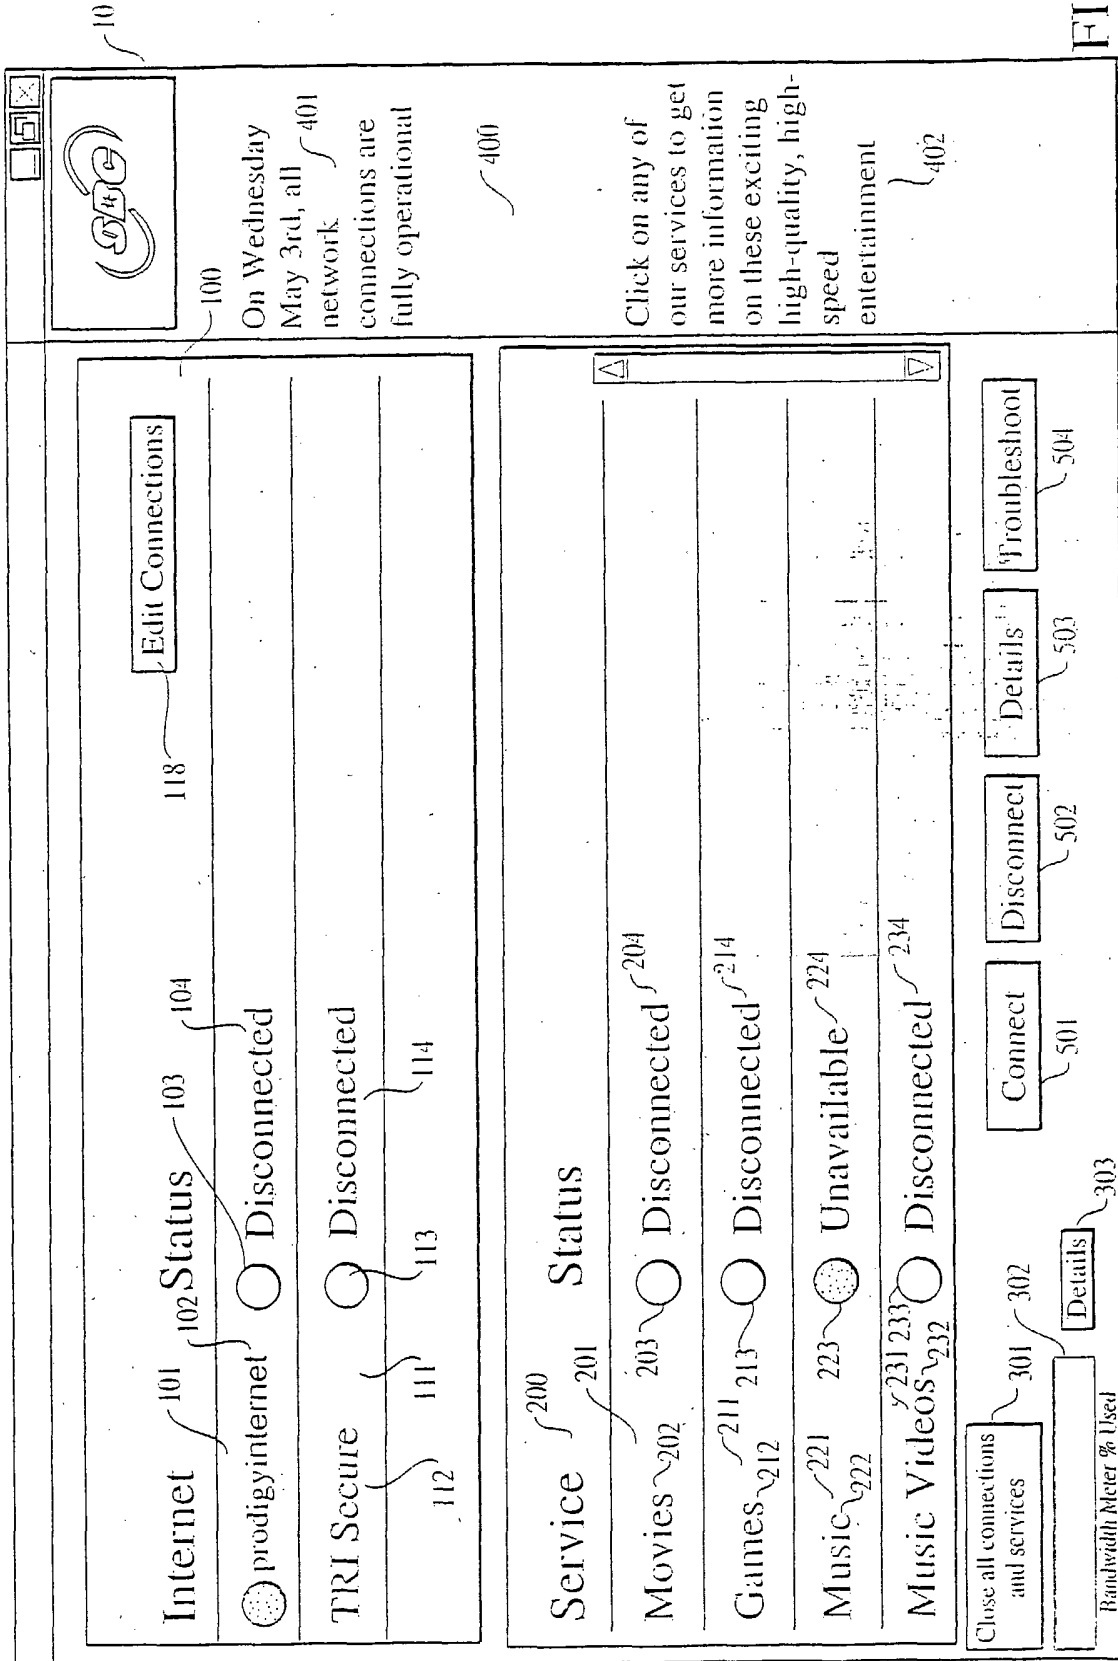 10
SBC
100
118
Edit Connections
Internet
Status
101
102
103
104
prodigyinternet
Disconnected
TRI Secure
Disconnected
111
112
113
114
On Wednesday
May 3rd, all
network
connections are
fully operational
401
400
Service
200
Status
201
Movies
202
203
Disconnected
204
Games
211
212
213
Disconnected
214
Music
221
222
223
Unavailable
224
Music Videos
231
232
233
Disconnected
234
Click on any of
our services to get
more information
on these exciting
high-quality, high-
speed
entertainment
402
Close all connections
and services
301
302
Details
303
Bandwidth Meter % Used
Connect
501
Disconnect
502
Details
503
Troubleshoot
504
FI